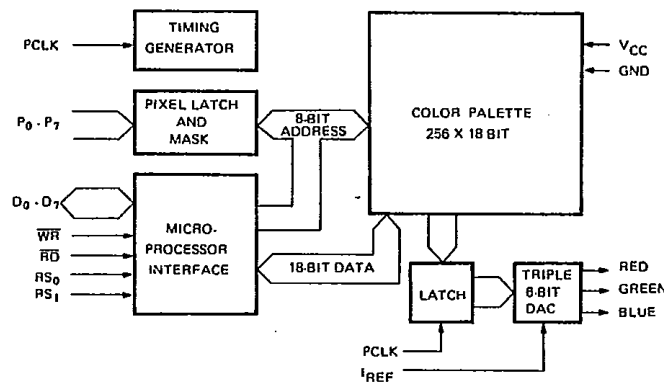 TIMING
GENERATOR
PCLK
VCC
GND
PIXEL LATCH
AND
MASK
P0 - P7
8-BIT
ADDRESS
COLOR PALETTE
256 X 18 BIT
D0 - D7
WR
RD
RS0
RS1
MICRO-
PROCESSOR
INTERFACE
18-BIT DATA
LATCH
TRIPLE
8-BIT
DAC
RED
GREEN
BLUE
PCLK
IREF